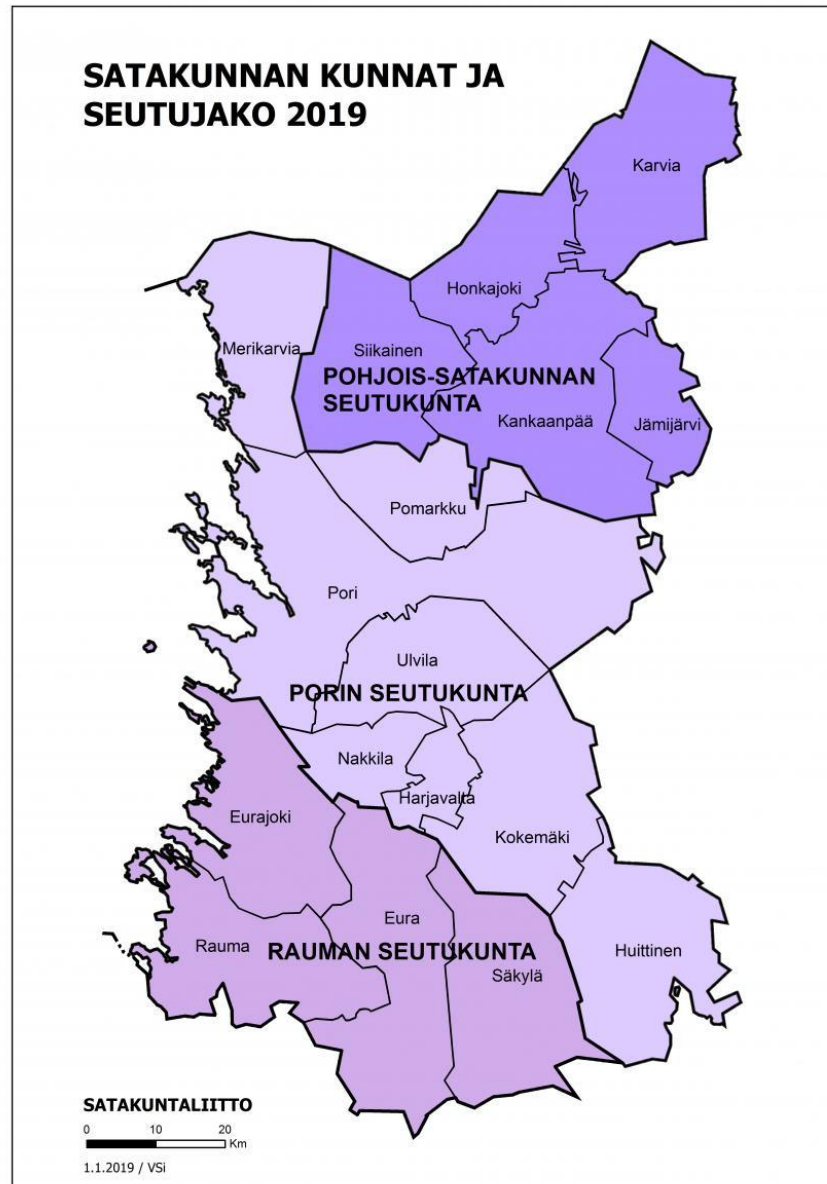 SATAKUNNAN KUNNAT JA
SEUTUJAKO 2019
Karvia
Honkajoki
Merikarvia
Siikainen
POHJOIS-SATAKUNNAN
SEUTUKUNTA
Kankaanpää
Jämijärvi
Pomarkku
Pori
Ulvila
PORIN SEUTUKUNTA
Nakkila
Harjavalta
Eurajoki
Kokemäki
Eura
Rauma
RAUMAN SEUTUKUNTA
Huittinen
Säkylä
SATAKUNTALIITTO
0 10 20
Km
1.1.2019 / VSi